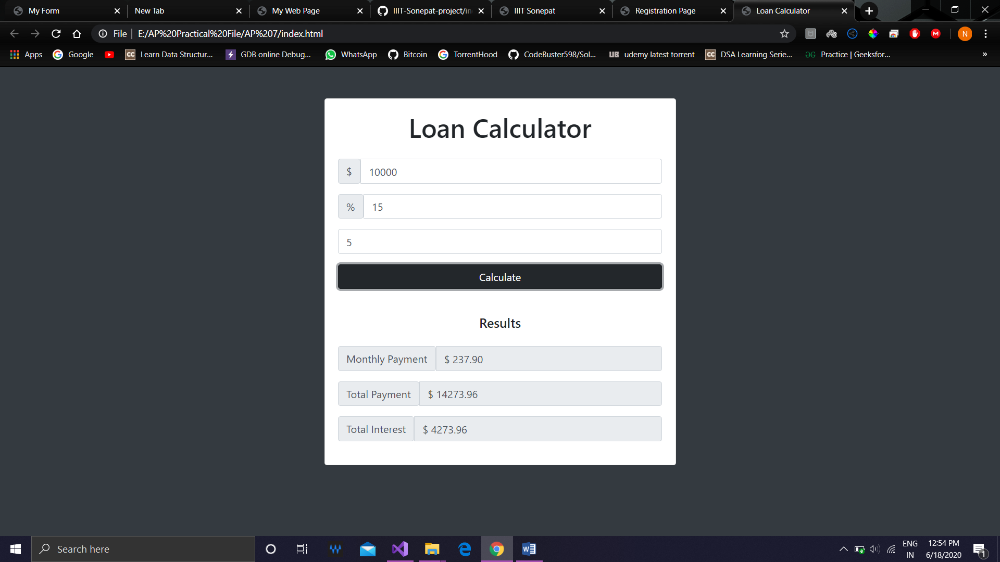 My Form
New Tab
My Web Page
IIIT-Sonepat-project/in
IIIT Sonepat
Registration Page
Loan Calculator
File
E:/AP%20Practical%20File/AP%207/index.html
N
Apps
Google
Learn Data Structur...
GDB online Debug...
WhatsApp
Bitcoin
TorrentHood
CodeBuster598/Sol...
udemy latest torrent
DSA Learning Serie...
Practice | Geeksfor...
»
Loan Calculator
$ 10000
% 15
5
Calculate
Results
Monthly Payment $ 237.90
Total Payment $ 14273.96
Total Interest $ 4273.96
Search here
ENG
IN
12:54 PM
6/18/2020
1